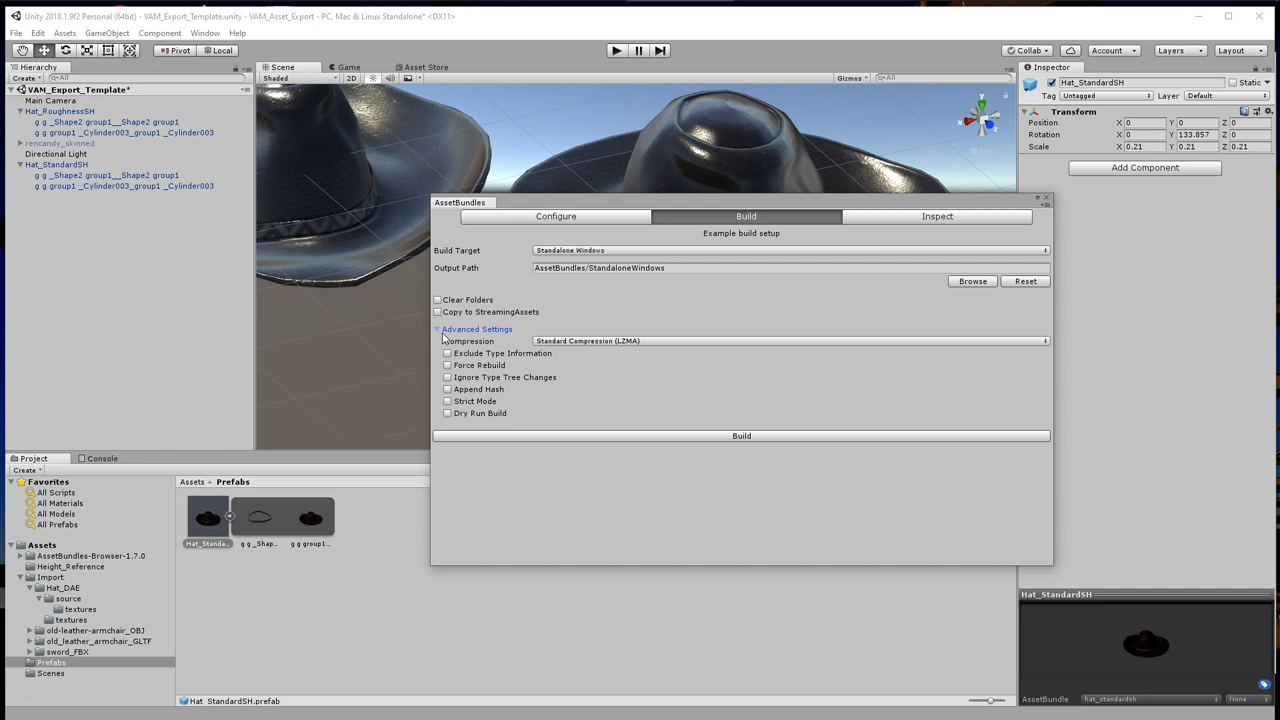 Unity 2018.1.9f2 Personal (64bit) - VAM_Export_Template.unity - VAM_Asset_Export - PC, Mac & Linux Standalone* <DX11>
File Edit Assets GameObject Component Window Help
Pivot Local Collab Account Layers Layout
Hierarchy
Create All
VAM_Export_Template*
Main Camera
Hat_RoughnessSH
g g _Shape2 group1__Shape2 group1
g g group1 _Cylinder003_group1 _Cylinder003
rencandy_skinned
Directional Light
Hat_StandardSH
g g _Shape2 group1__Shape2 group1
g g group1 _Cylinder003_group1 _Cylinder003
Scene Game Asset Store
Shaded 2D Gizmos All
y
x
AssetBundles
Configure Build Inspect
Example build setup
Build Target Standalone Windows
Output Path AssetBundles/StandaloneWindows
Browse Reset
Clear Folders
Copy to StreamingAssets
Advanced Settings
Compression Standard Compression (LZMA)
Exclude Type Information
Force Rebuild
Ignore Type Tree Changes
Append Hash
Strict Mode
Dry Run Build
Build
Inspector
Hat_StandardSH Static
Tag Untagged Layer Default
Transform
Position X 0 Y 0 Z 0
Rotation X 0 Y 133.857 Z 0
Scale X 0.21 Y 0.21 Z 0.21
Add Component
Project Console
Create
Favorites
All Scripts
All Materials
All Models
All Prefabs
Assets
AssetBundles-Browser-1.7.0
Height_Reference
Import
Hat_DAE
source
textures
textures
old-leather-armchair_OBJ
old_leather_armchair_GLTF
sword_FBX
Prefabs
Scenes
Assets Prefabs
Hat_Standa... g g _Shap... g g group1...
Hat_StandardSH.prefab
Hat_StandardSH
AssetBundle hat_standardsh None